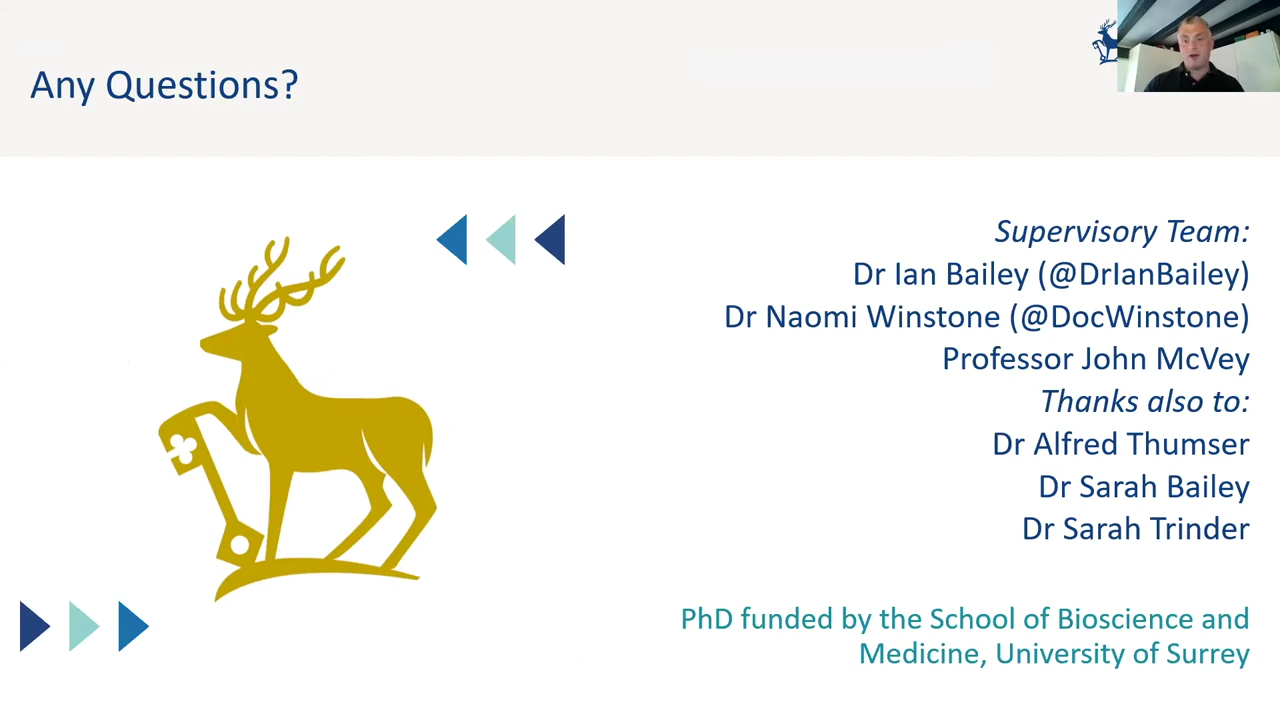 Any Questions?
Supervisory Team:
Dr Ian Bailey (@DrIanBailey)
Dr Naomi Winstone (@DocWinstone)
Professor John McVey
Thanks also to:
Dr Alfred Thumser
Dr Sarah Bailey
Dr Sarah Trinder
PhD funded by the School of Bioscience and
Medicine, University of Surrey